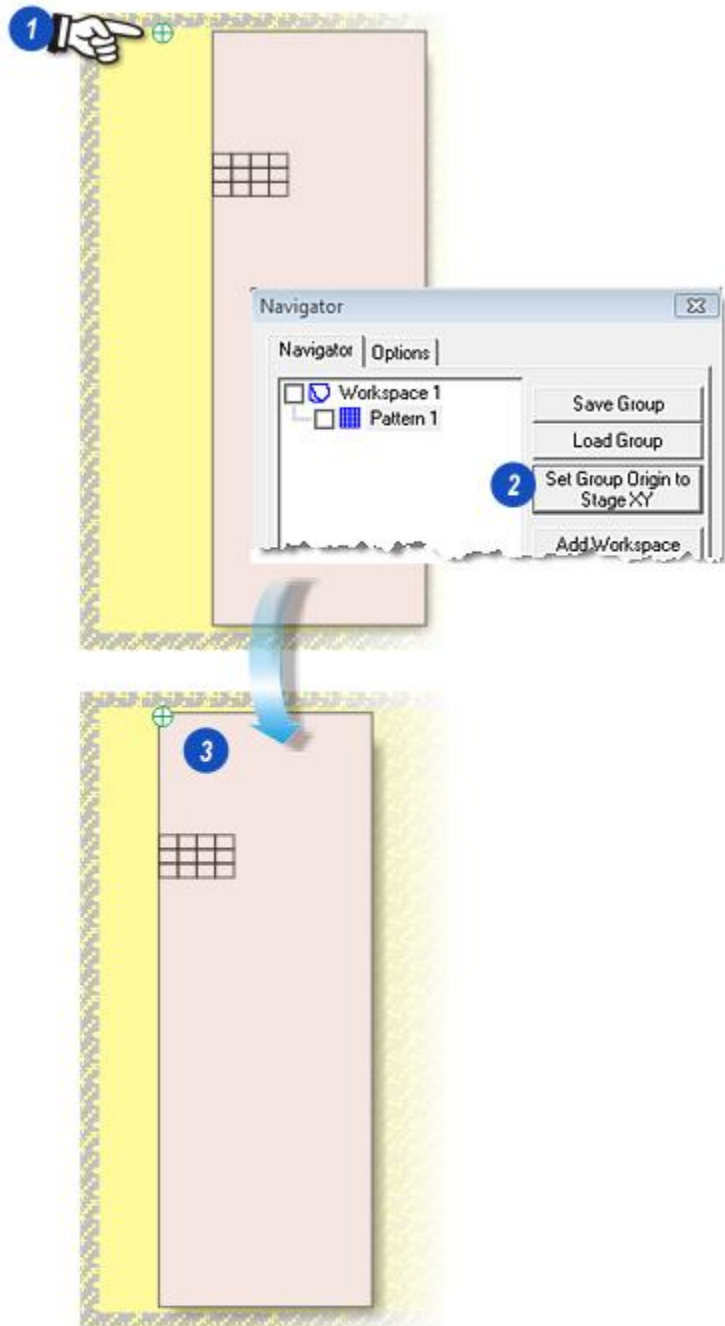 1
Navigator
Navigator Options
Workspace 1
Pattern 1
Save Group
Load Group
2
Set Group Origin to
Stage XY
Add Workspace
3